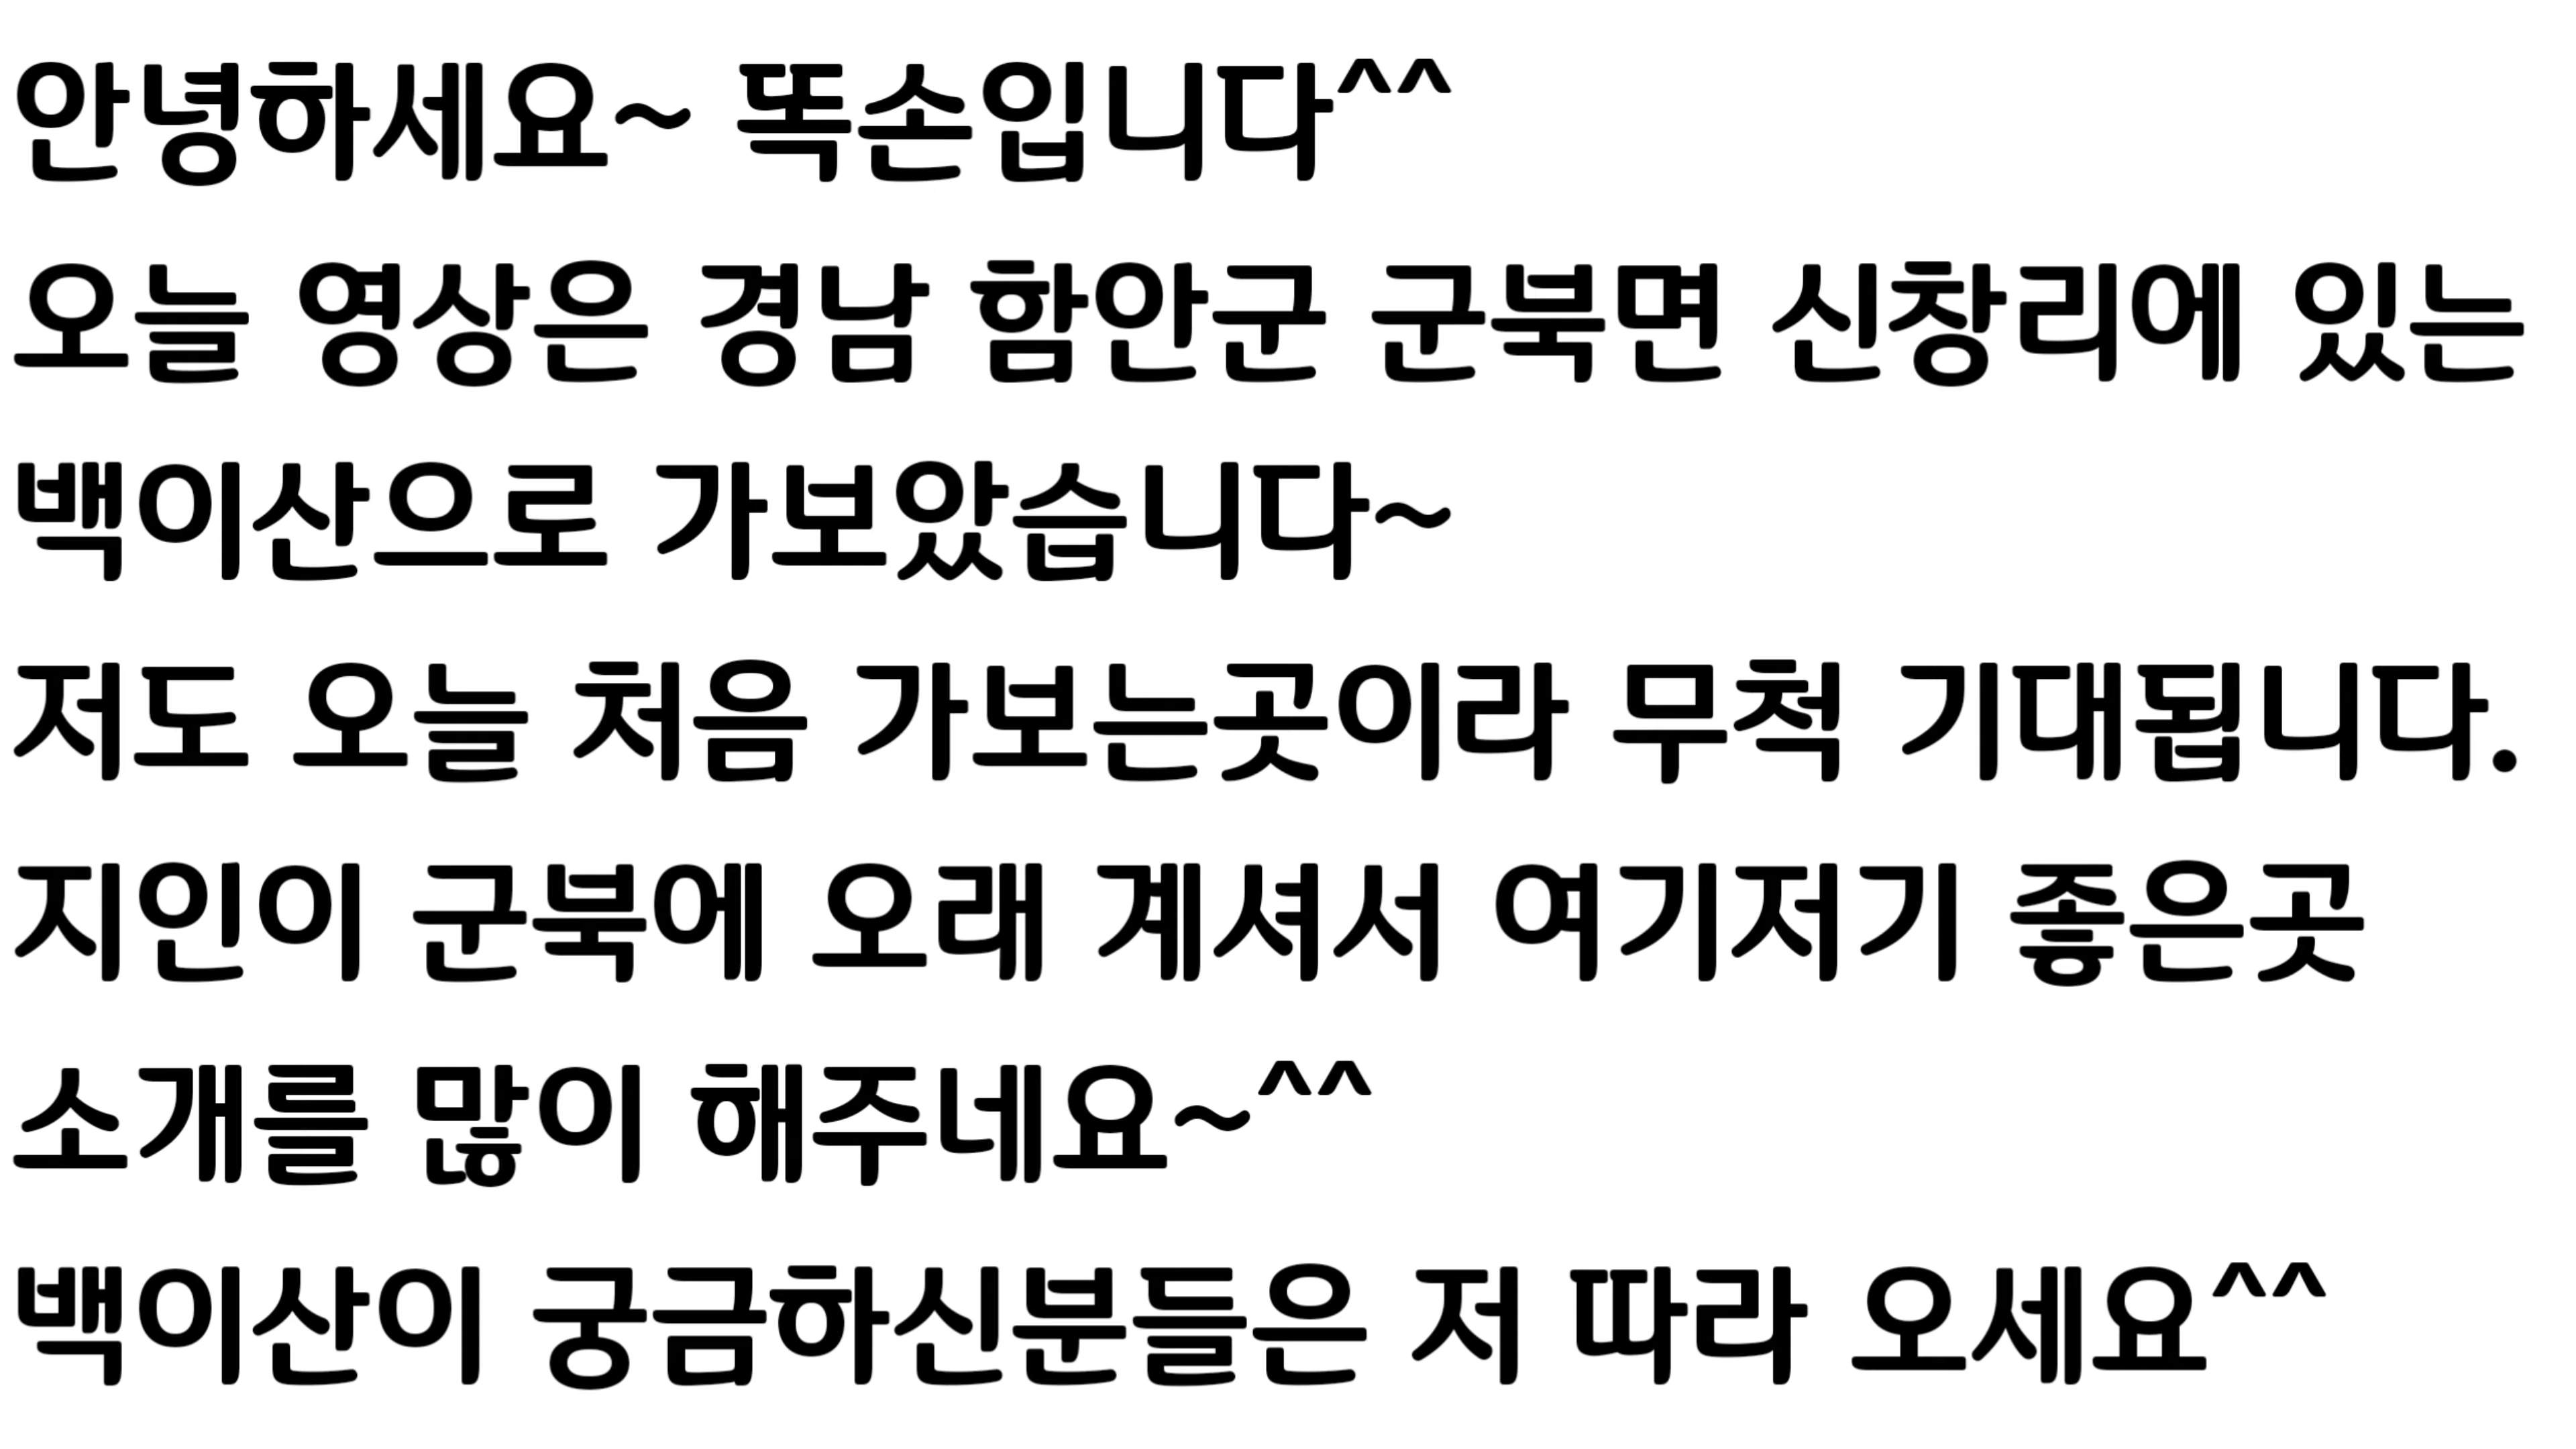 안녕하세요~ 똑손입니다^^
오늘 영상은 경남 함안군 군북면 신창리에 있는
백이산으로 가보았습니다~
저도 오늘 처음 가보는곳이라 무척 기대됩니다.
지인이 군북에 오래 계셔서 여기저기 좋은곳
소개를 많이 해주네요~^^
백이산이 궁금하신분들은 저 따라 오세요^^